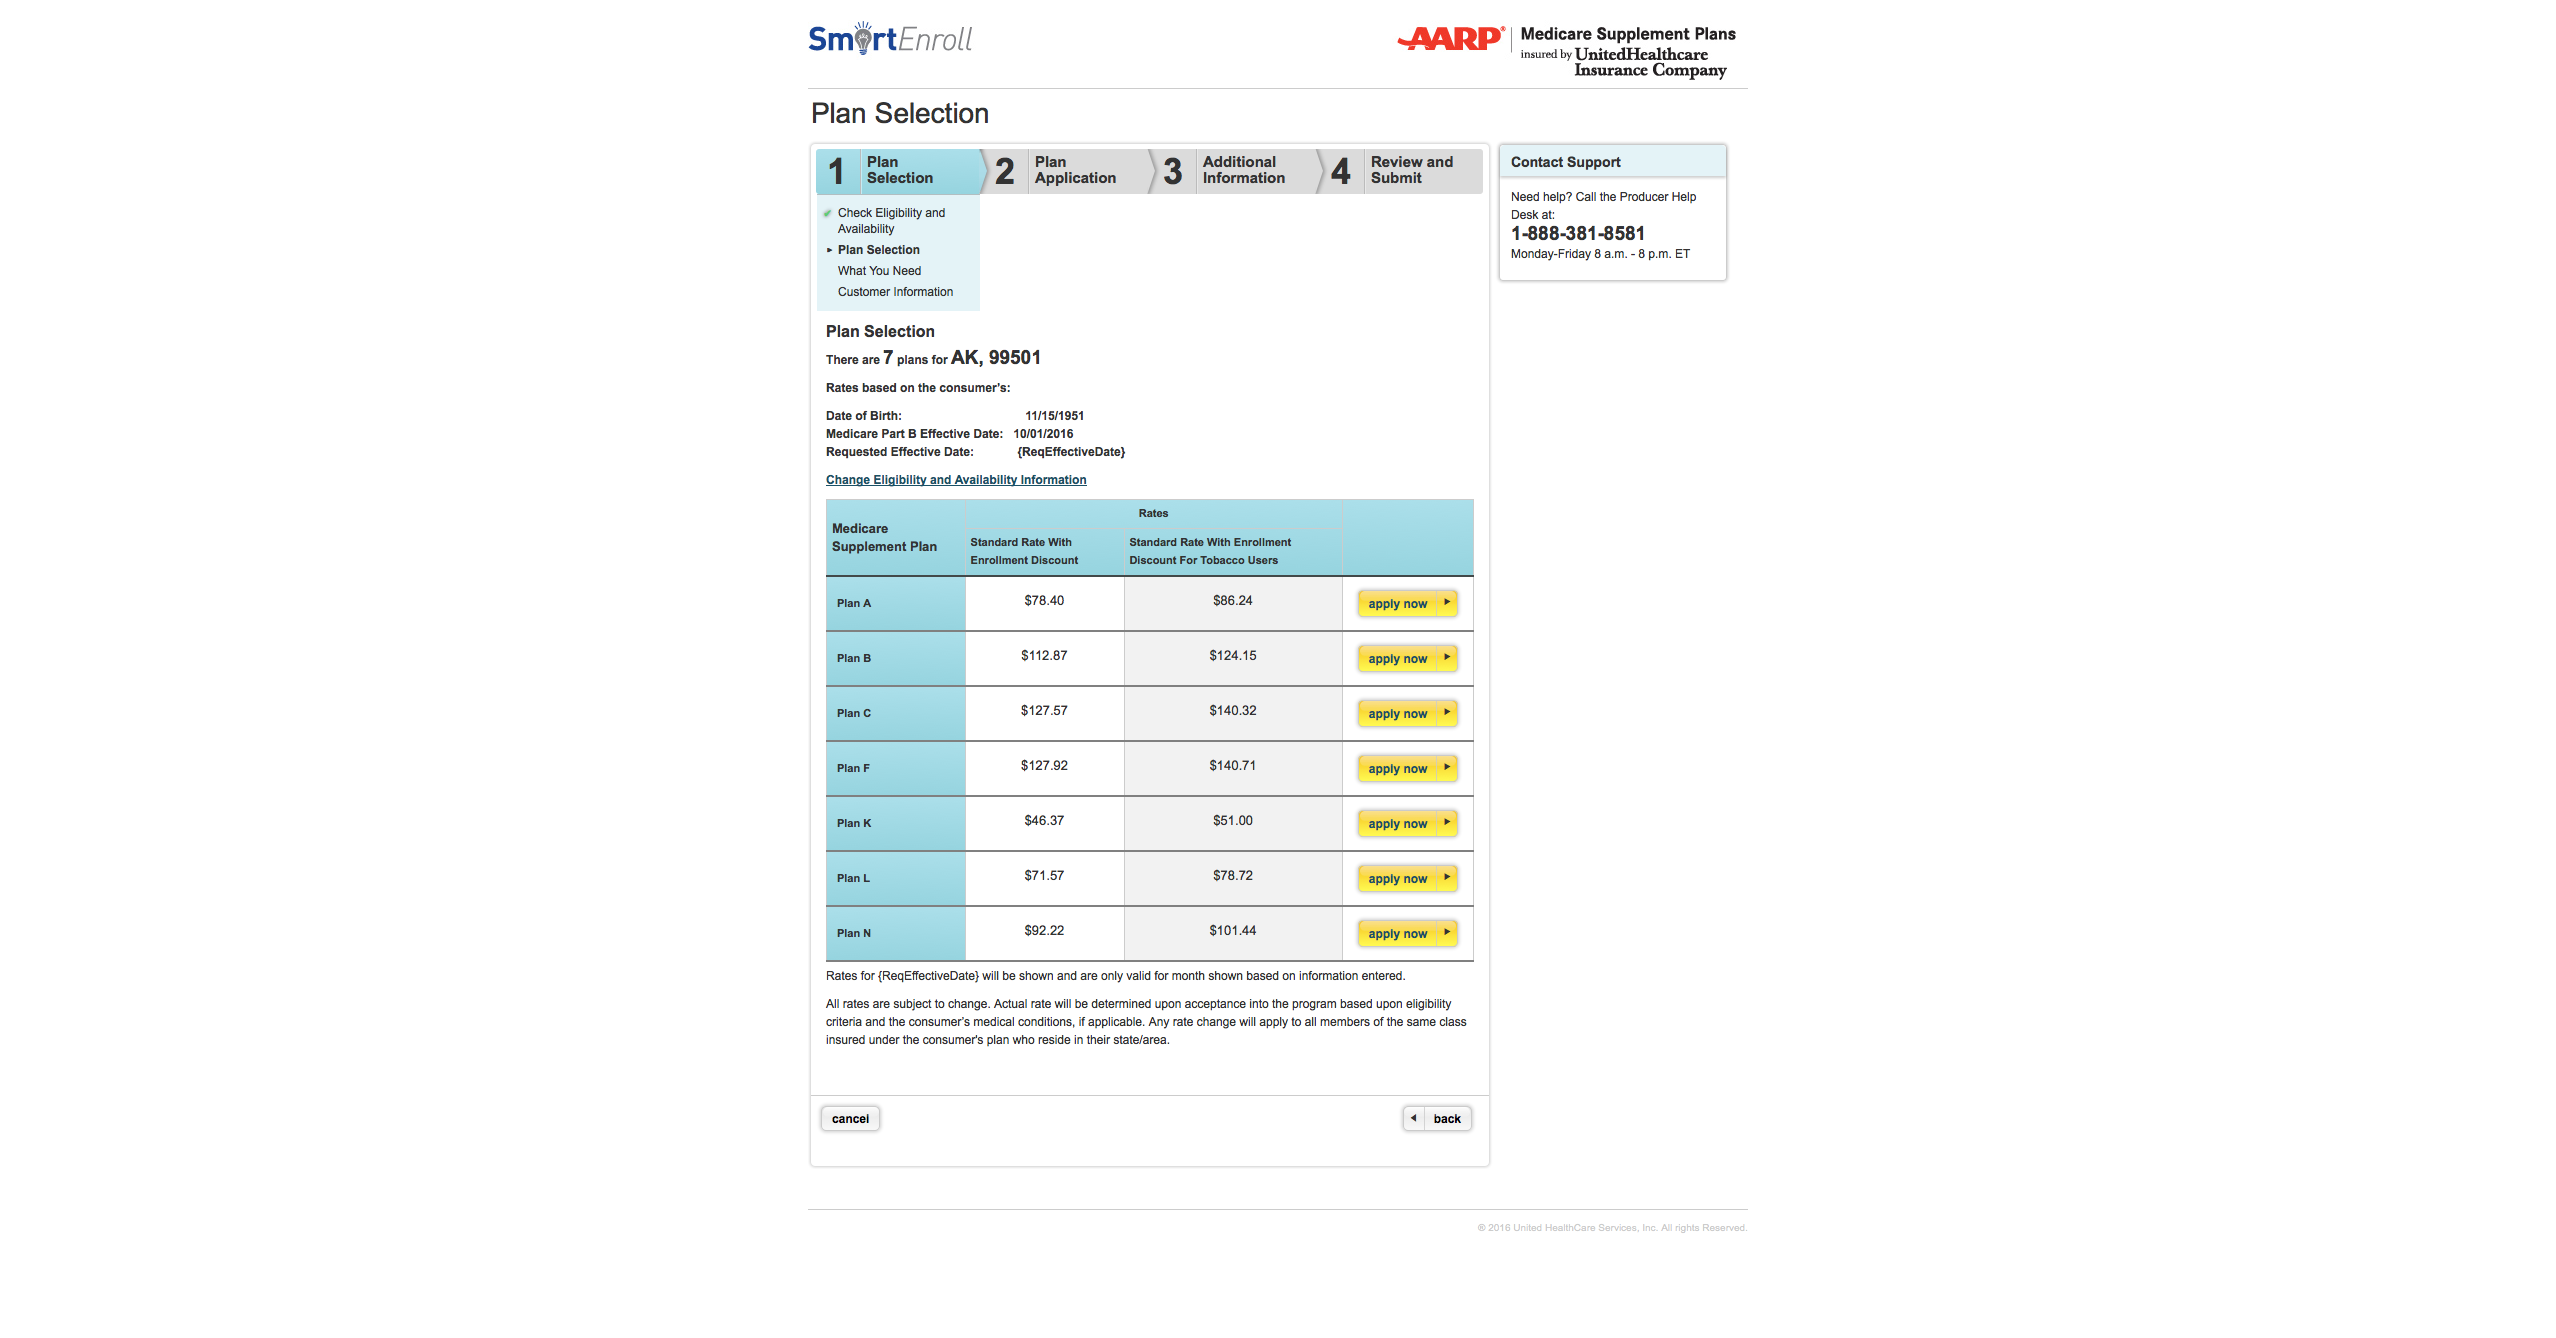 SmartEnroll
AARP® | Medicare Supplement Plans
insured by UnitedHealthcare
Insurance Company
Plan Selection
1 Plan
Selection
2 Plan
Application
3 Additional
Information
4 Review and
Submit
Contact Support
Need help? Call the Producer Help
Desk at:
1-888-381-8581
Monday-Friday 8 a.m. - 8 p.m. ET
Check Eligibility and
Availability
Plan Selection
What You Need
Customer Information
Plan Selection
There are 7 plans for AK, 99501
Rates based on the consumer's:
Date of Birth: 11/15/1951
Medicare Part B Effective Date: 10/01/2016
Requested Effective Date: {ReqEffectiveDate}
Change Eligibility and Availability Information
Medicare
Supplement Plan
Rates
Standard Rate With
Enrollment Discount
Standard Rate With Enrollment
Discount For Tobacco Users
Plan A $78.40 $86.24 apply now
Plan B $112.87 $124.15 apply now
Plan C $127.57 $140.32 apply now
Plan F $127.92 $140.71 apply now
Plan K $46.37 $51.00 apply now
Plan L $71.57 $78.72 apply now
Plan N $92.22 $101.44 apply now
Rates for {ReqEffectiveDate} will be shown and are only valid for month shown based on information entered.
All rates are subject to change. Actual rate will be determined upon acceptance into the program based upon eligibility
criteria and the consumer's medical conditions, if applicable. Any rate change will apply to all members of the same class
insured under the consumer's plan who reside in their state/area.
cancel
back
® 2016 United HealthCare Services, Inc. All rights Reserved.